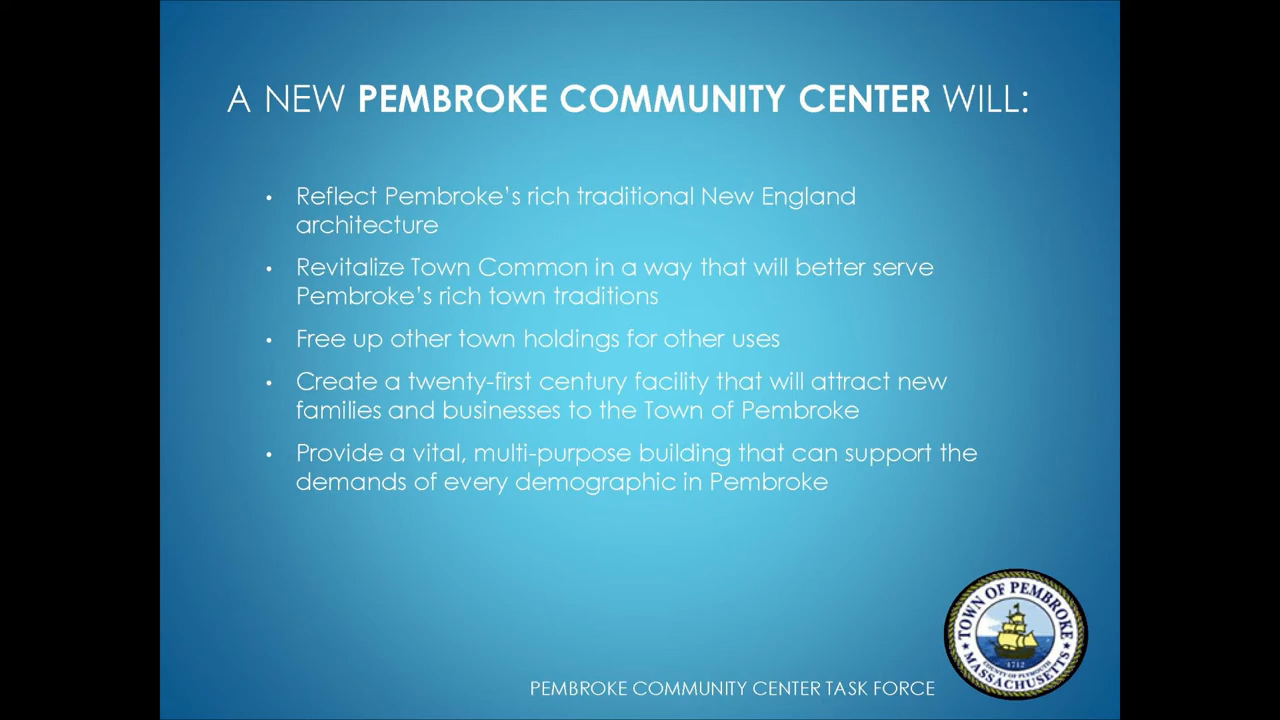 A NEW PEMBROKE COMMUNITY CENTER WILL:
• Reflect Pembroke's rich traditional New England
architecture
• Revitalize Town Common in a way that will better serve
Pembroke's rich town traditions
• Free up other town holdings for other uses
• Create a twenty-first century facility that will attract new
families and businesses to the Town of Pembroke
• Provide a vital, multi-purpose building that can support the
demands of every demographic in Pembroke
TOWN OF PEMBROKE
1712
COUNTY OF PLYMOUTH
MASSACHUSETTS
PEMBROKE COMMUNITY CENTER TASK FORCE